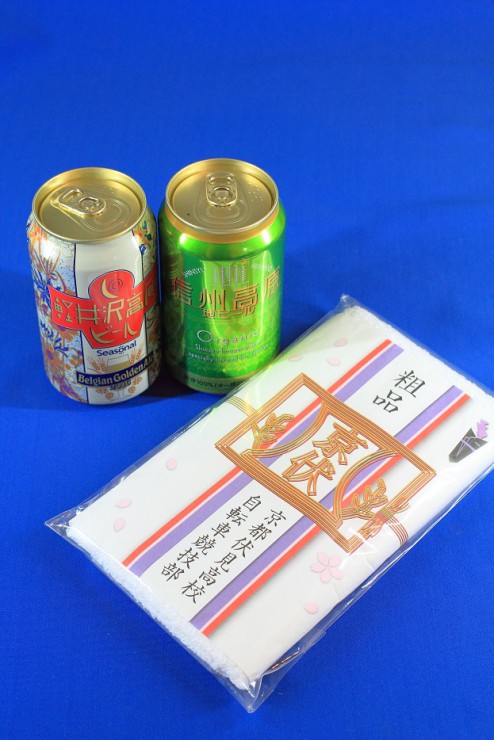 軽井沢高原
ビール
Seasonal
Belgian Golden Ale
信州高原
Organic
粗品
京
伏
京都伏見高校
自転車競技部